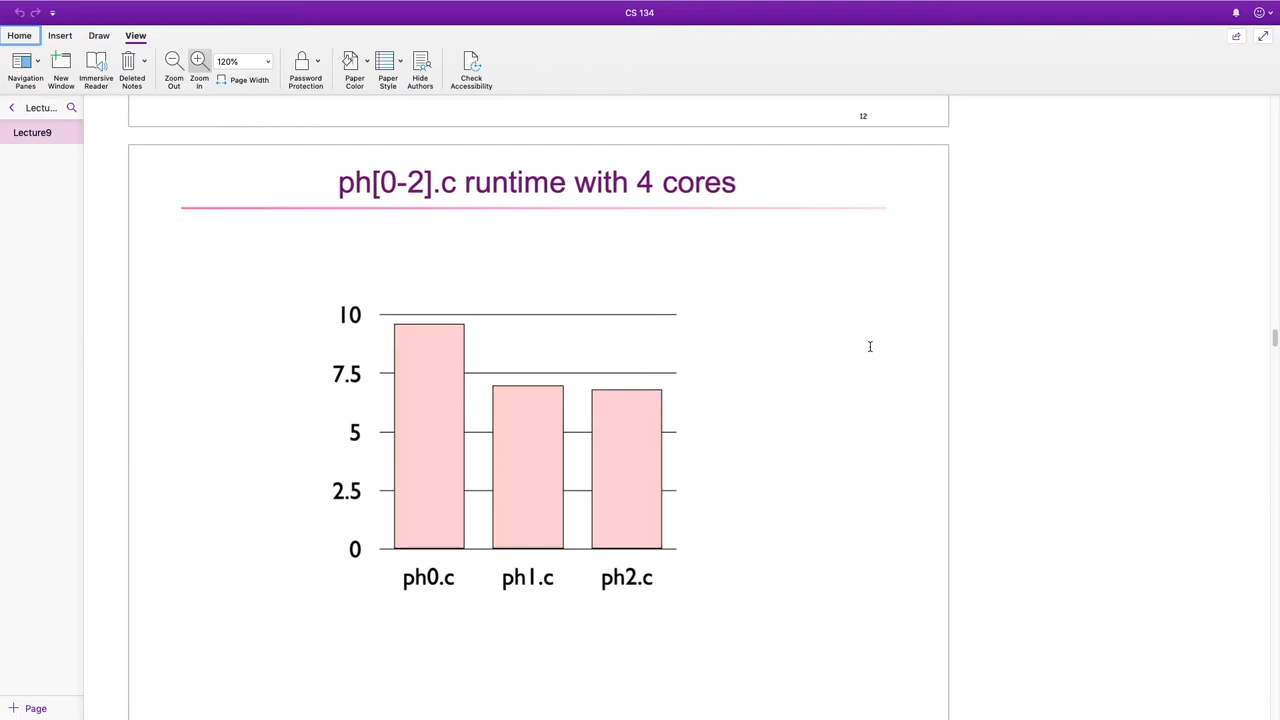 CS 134
Home Insert Draw View
Navigation Panes
New Window
Immersive Reader
Deleted Notes
Zoom Out
Zoom In
120%
Page Width
Password Protection
Paper Color
Paper Style
Hide Authors
Check Accessibility
Lectu...
Lecture9
12
ph[0-2].c runtime with 4 cores
10
7.5
5
2.5
0
ph0.c ph1.c ph2.c
Page